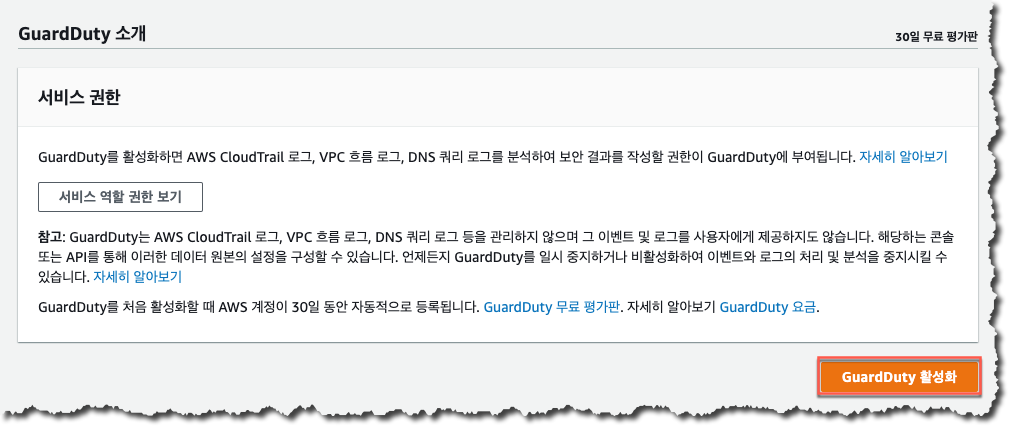 GuardDuty 소개
30일 무료 평가판
서비스 권한
GuardDuty를 활성화하면 AWS CloudTrail 로그, VPC 흐름 로그, DNS 쿼리 로그를 분석하여 보안 결과를 작성할 권한이 GuardDuty에 부여됩니다. 자세히 알아보기
서비스 역할 권한 보기
참고: GuardDuty는 AWS CloudTrail 로그, VPC 흐름 로그, DNS 쿼리 로그 등을 관리하지 않으며 그 이벤트 및 로그를 사용자에게 제공하지도 않습니다. 해당하는 콘솔
또는 API를 통해 이러한 데이터 원본의 설정을 구성할 수 있습니다. 언제든지 GuardDuty를 일시 중지하거나 비활성화하여 이벤트와 로그의 처리 및 분석을 중지시킬 수
있습니다. 자세히 알아보기
GuardDuty를 처음 활성화할 때 AWS 계정이 30일 동안 자동적으로 등록됩니다. GuardDuty 무료 평가판. 자세히 알아보기 GuardDuty 요금.
GuardDuty 활성화